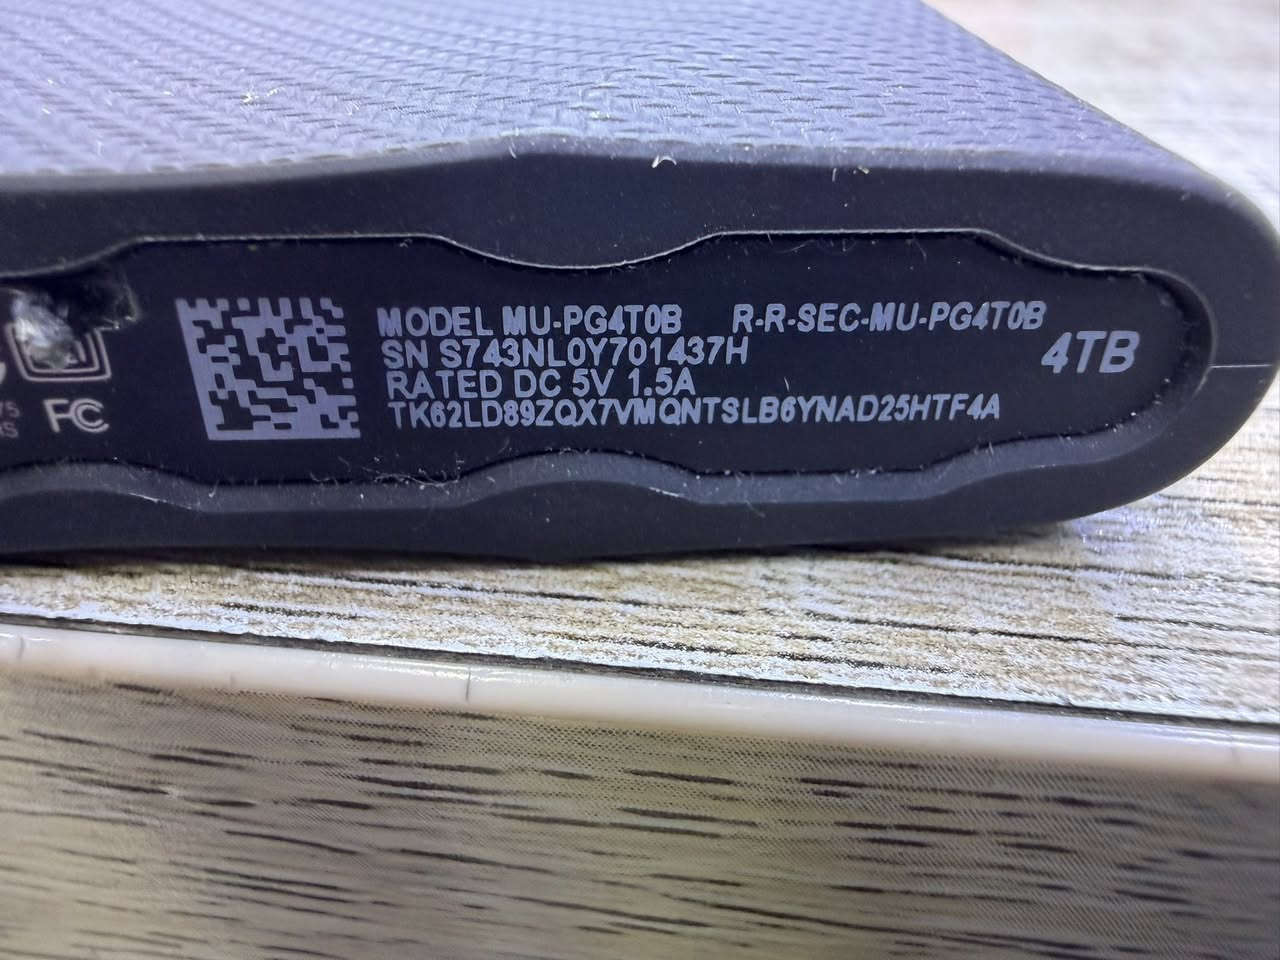 MODEL MU-PG4T0B R-R-SEC-MU-PG4T0B
SN S743NL0Y701437H
4TB
RATED DC 5V 1.5A
TK62LD89ZQX7VMQNTSLB6YNAD25HTF4A
FC